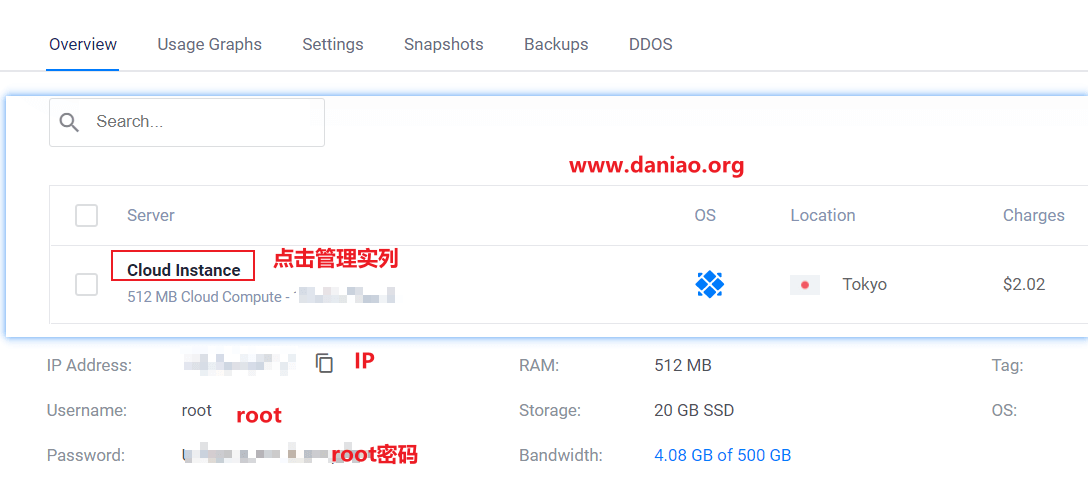 Overview Usage Graphs Settings Snapshots Backups DDOS
Search...
www.daniao.org
Server OS Location Charges
点击管理实列
Cloud Instance
512 MB Cloud Compute -
Tokyo $2.02
IP Address: IP RAM: 512 MB Tag:
Username: root root Storage: 20 GB SSD OS:
Password: root密码 Bandwidth: 4.08 GB of 500 GB